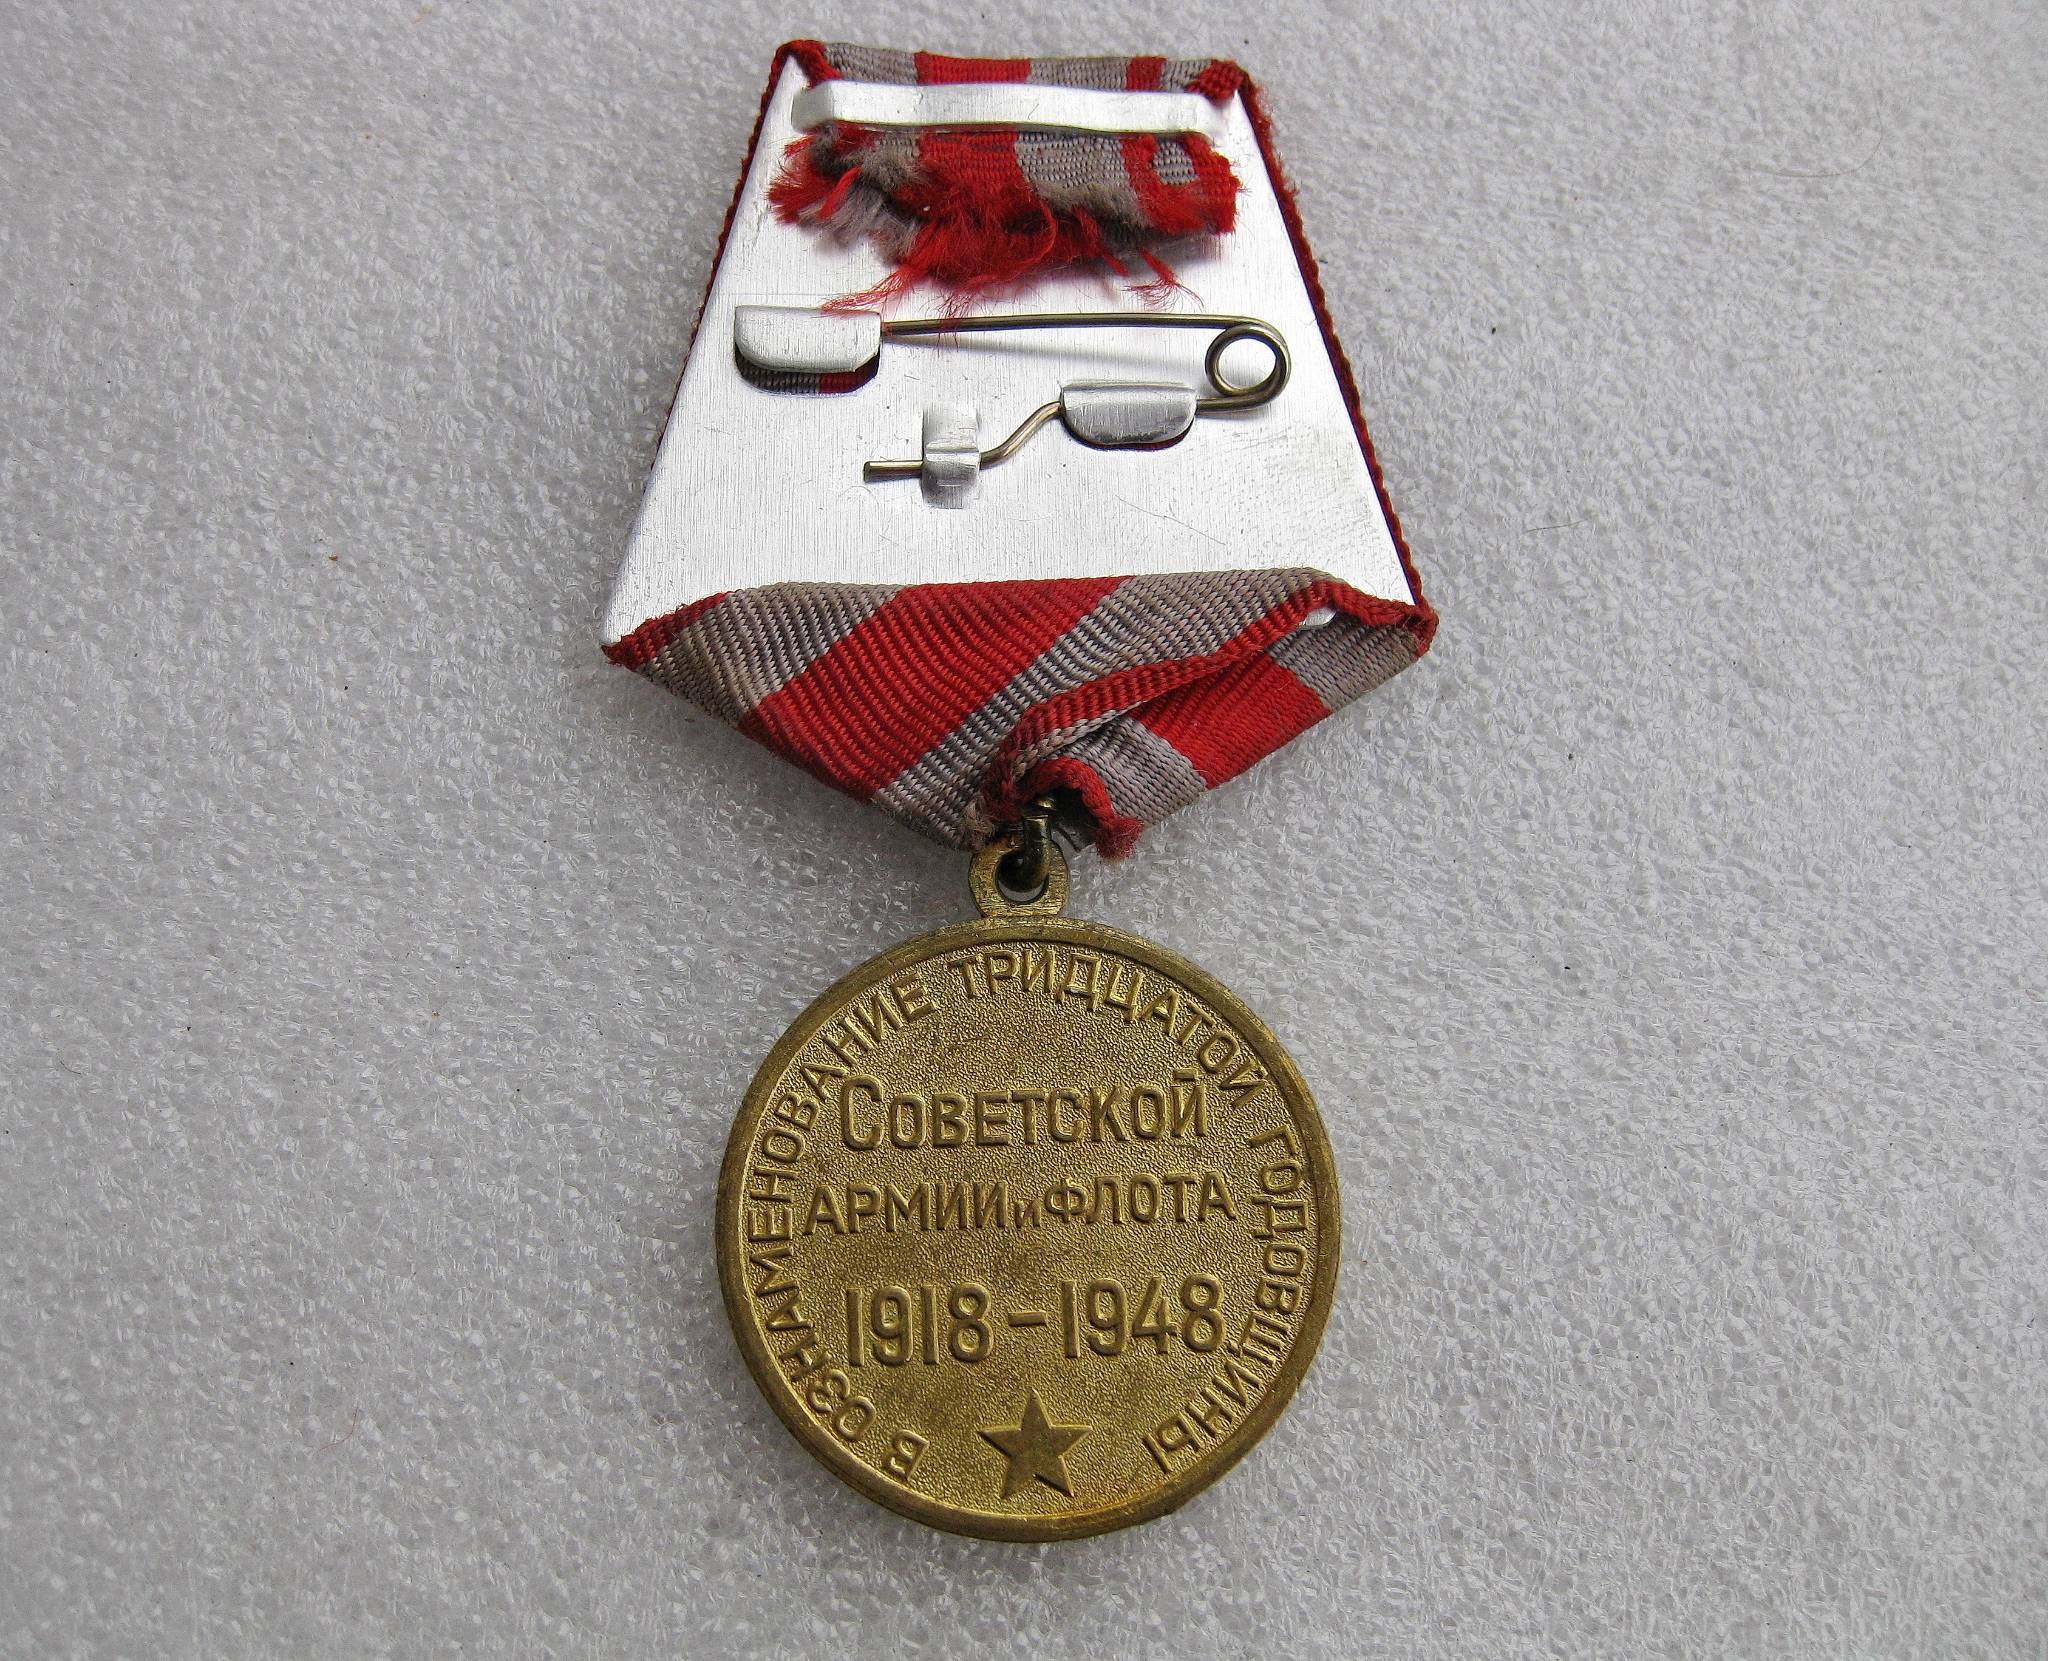 В ОЗНАМЕНОВАНИЕ ТРИДЦАТОЙ ГОДОВЩИНЫ
СОВЕТСКОЙ
АРМИИ и ФЛОТА
1918-1948